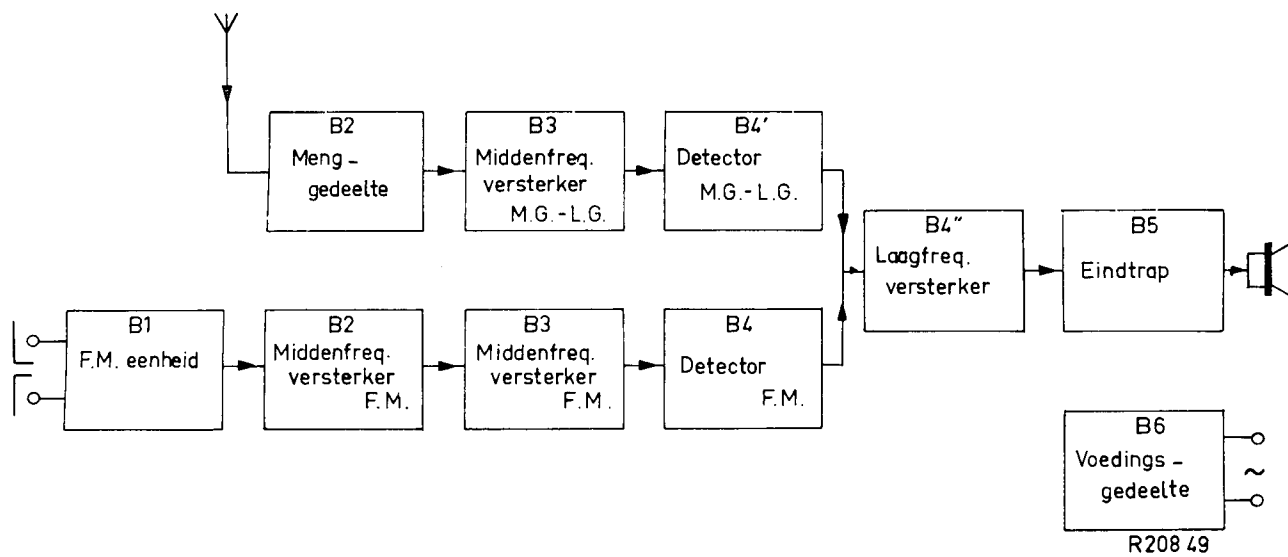 B2
Meng-
gedeelte
B3
Middenfreq.
versterker
M.G.-L.G.
B4'
Detector
M.G.-L.G.
B4"
Laagfreq.
versterker
B5
Eindtrap
B1
F.M. eenheid
B2
Middenfreq.
versterker
F.M.
B3
Middenfreq.
versterker
F.M.
B4
Detector
F.M.
B6
Voedings-
gedeelte
~
R208 49